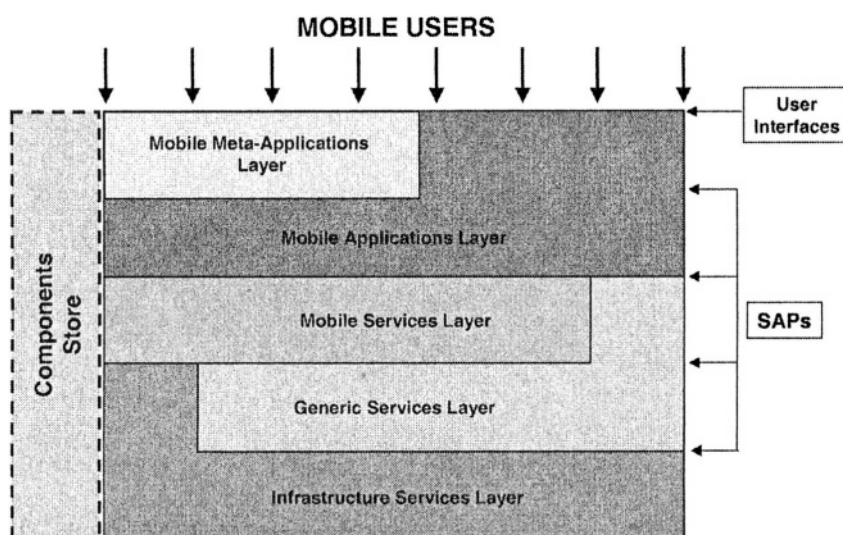 MOBILE USERS
User
Interfaces
Mobile Meta-Applications
Layer
Mobile Applications Layer
Components
Store
Mobile Services Layer
SAPs
Generic Services Layer
Infrastructure Services Layer